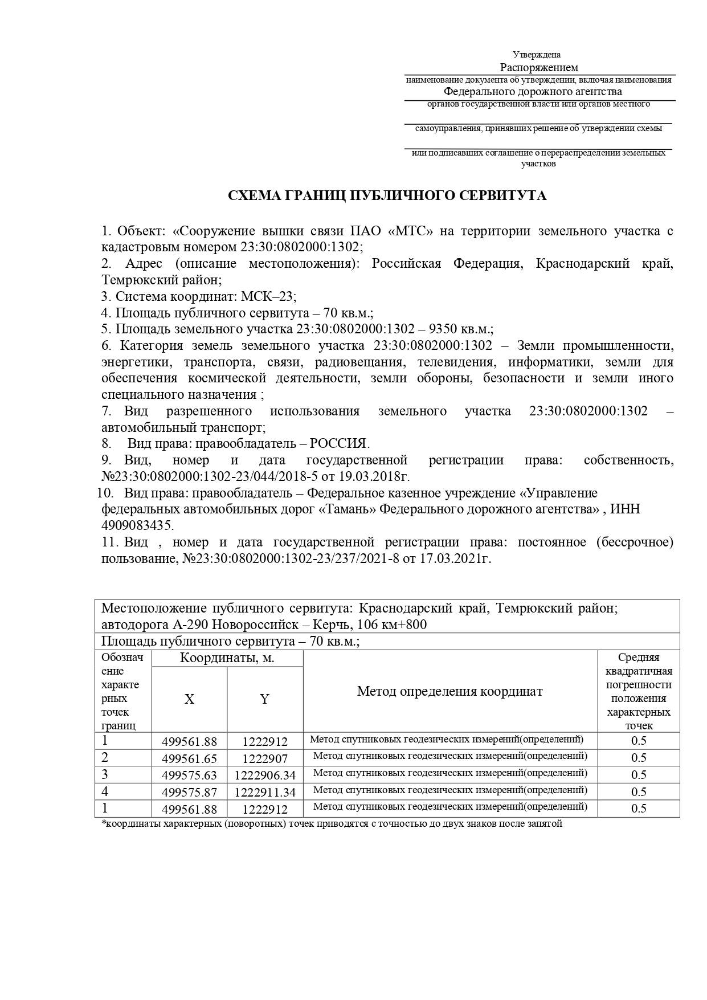 Утверждена
Распоряжением
наименование документа об утверждении, включая наименования
Федерального дорожного агентства
органов государственной власти или органов местного
самоуправления, принявших решение об утверждении схемы
или подписавших соглашение о перераспределении земельных
участков
СХЕМА ГРАНИЦ ПУБЛИЧНОГО СЕРВИТУТА
1. Объект: «Сооружение вышки связи ПАО «МТС» на территории земельного участка с
кадастровым номером 23:30:0802000:1302;
2. Адрес (описание местоположения): Российская Федерация, Краснодарский край,
Темрюкский район;
3. Система координат: МСК–23;
4. Площадь публичного сервитута – 70 кв.м.;
5. Площадь земельного участка 23:30:0802000:1302 – 9350 кв.м.;
6. Категория земель земельного участка 23:30:0802000:1302 – Земли промышленности,
энергетики, транспорта, связи, радиовещания, телевидения, информатики, земли для
обеспечения космической деятельности, земли обороны, безопасности и земли иного
специального назначения ;
7. Вид разрешенного использования земельного участка 23:30:0802000:1302 –
автомобильный транспорт;
8. Вид права: правообладатель – РОССИЯ.
9. Вид, номер и дата государственной регистрации права: собственность,
№23:30:0802000:1302-23/044/2018-5 от 19.03.2018г.
10. Вид права: правообладатель – Федеральное казенное учреждение «Управление
федеральных автомобильных дорог «Тамань» Федерального дорожного агентства» , ИНН
4909083435.
11. Вид , номер и дата государственной регистрации права: постоянное (бессрочное)
пользование, №23:30:0802000:1302-23/237/2021-8 от 17.03.2021г.
Местоположение публичного сервитута: Краснодарский край, Темрюкский район;
автодорога А-290 Новороссийск – Керчь, 106 км+800
Площадь публичного сервитута – 70 кв.м.;
Обознач
ение
характе
рных
точек
границ
Координаты, м.
X
Y
Метод определения координат
Средняя
квадратичная
погрешности
положения
характерных
точек
1 499561.88 1222912 Метод спутниковых геодезических измерений(определений) 0.5
2 499561.65 1222907 Метод спутниковых геодезических измерений(определений) 0.5
3 499575.63 1222906.34 Метод спутниковых геодезических измерений(определений) 0.5
4 499575.87 1222911.34 Метод спутниковых геодезических измерений(определений) 0.5
1 499561.88 1222912 Метод спутниковых геодезических измерений(определений) 0.5
*координаты характерных (поворотных) точек приводятся с точностью до двух знаков после запятой